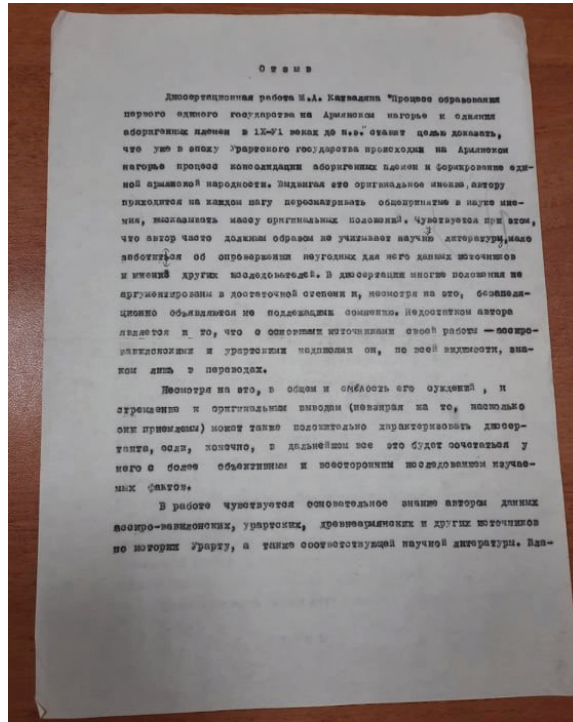 Отзыв
Диссертационная работа М.А. Кацваляна "Процесс образования
первого единого государства на Армянском нагорье и слияния
аборигенных племен в IX-VI веках до н.э." ставит целью доказать,
что уже в эпоху Урартского государства происходил на Армянском
нагорье процесс консолидации аборигенных племен и формирование еди-
ной армянской народности. Выдвигая это оригинальное мнение, автору
приходится на каждом шагу пересматривать общепринятые в науке мне-
ния, высказывать массу оригинальных положений. Чувствуется при этом,
что автор часто должным образом не учитывает научную литературу, мало
заботиться об опровержении неугодных для него данных источников
и мнений других исследователей. В диссертации многие положения не
аргументированы в достаточной степени и, несмотря на это, безапеля-
ционно объявляются не подлежащими сомнению. Недостатком автора
является и то, что с основными источниками своей работы — ассиро-
вавилонскими и урартскими надписями он, по всей видимости, зна-
ком лишь в переводах.
Несмотря на это, в общем и смелость его суждений, и
стремление к оригинальным выводам (невзирая на то, насколько
они приемлемы) может также положительно характеризовать диссер-
танта, если, конечно, в дальнейшем все это будет сочетаться у
него с более объективным и всесторонним исследованием изучае-
мых фактов.
В работе чувствуется основательное знание автором данных
ассиро-вавилонских, урартских, древнеармянских и других источников
по истории Урарту, а также соответствующей научной литературы. Вла-